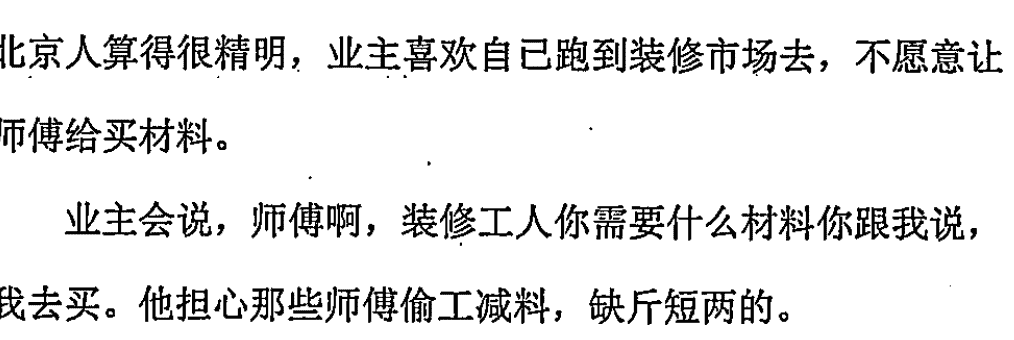 北京人算得很精明，业主喜欢自己跑到装修市场去，不愿意让
师傅给买材料。
业主会说，师傅啊，装修工人你需要什么材料你跟我说，
我去买。他担心那些师傅偷工减料，缺斤短两的。